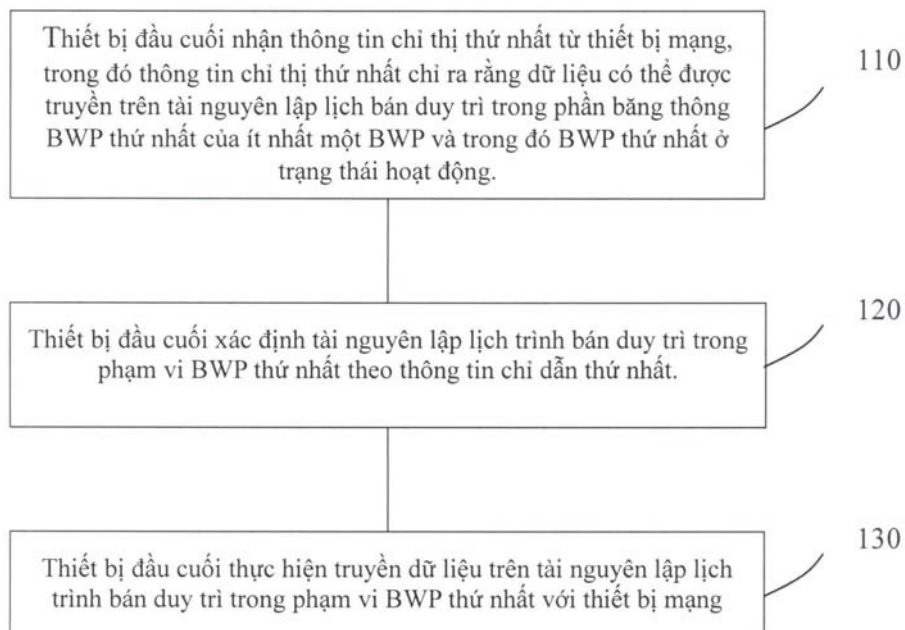 Thiết bị đầu cuối nhận thông tin chỉ thị thứ nhất từ thiết bị mạng,
trong đó thông tin chỉ thị thứ nhất chỉ ra rằng dữ liệu có thể được
truyền trên tài nguyên lập lịch bán duy trì trong phần băng thông
BWP thứ nhất của ít nhất một BWP và trong đó BWP thứ nhất ở
trạng thái hoạt động.
110
Thiết bị đầu cuối xác định tài nguyên lập lịch trình bán duy trì trong
phạm vi BWP thứ nhất theo thông tin chỉ dẫn thứ nhất.
120
Thiết bị đầu cuối thực hiện truyền dữ liệu trên tài nguyên lập lịch
trình bán duy trì trong phạm vi BWP thứ nhất với thiết bị mạng
130